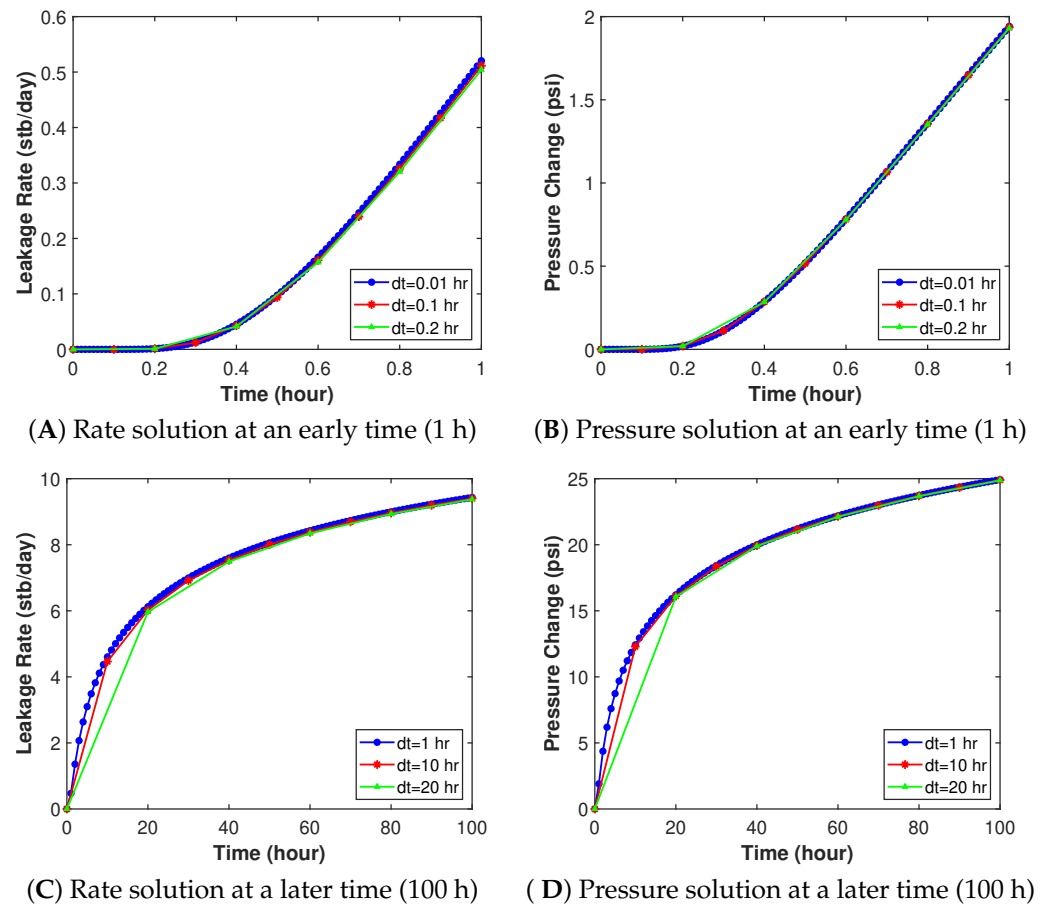 0.6
0.5
0.4
0.3
0.2
0.1
0
Leakage Rate (stb/day)
dt=0.01 hr
dt=0.1 hr
dt=0.2 hr
0 0.2 0.4 0.6 0.8 1
Time (hour)
(A) Rate solution at an early time (1 h)
2
1.5
1
0.5
0
Pressure Change (psi)
dt=0.01 hr
dt=0.1 hr
dt=0.2 hr
0 0.2 0.4 0.6 0.8 1
Time (hour)
(B) Pressure solution at an early time (1 h)
10
8
6
4
2
0
Leakage Rate (stb/day)
dt=1 hr
dt=10 hr
dt=20 hr
0 20 40 60 80 100
Time (hour)
(C) Rate solution at a later time (100 h)
25
20
15
10
5
0
Pressure Change (psi)
dt=1 hr
dt=10 hr
dt=20 hr
0 20 40 60 80 100
Time (hour)
( D) Pressure solution at a later time (100 h)